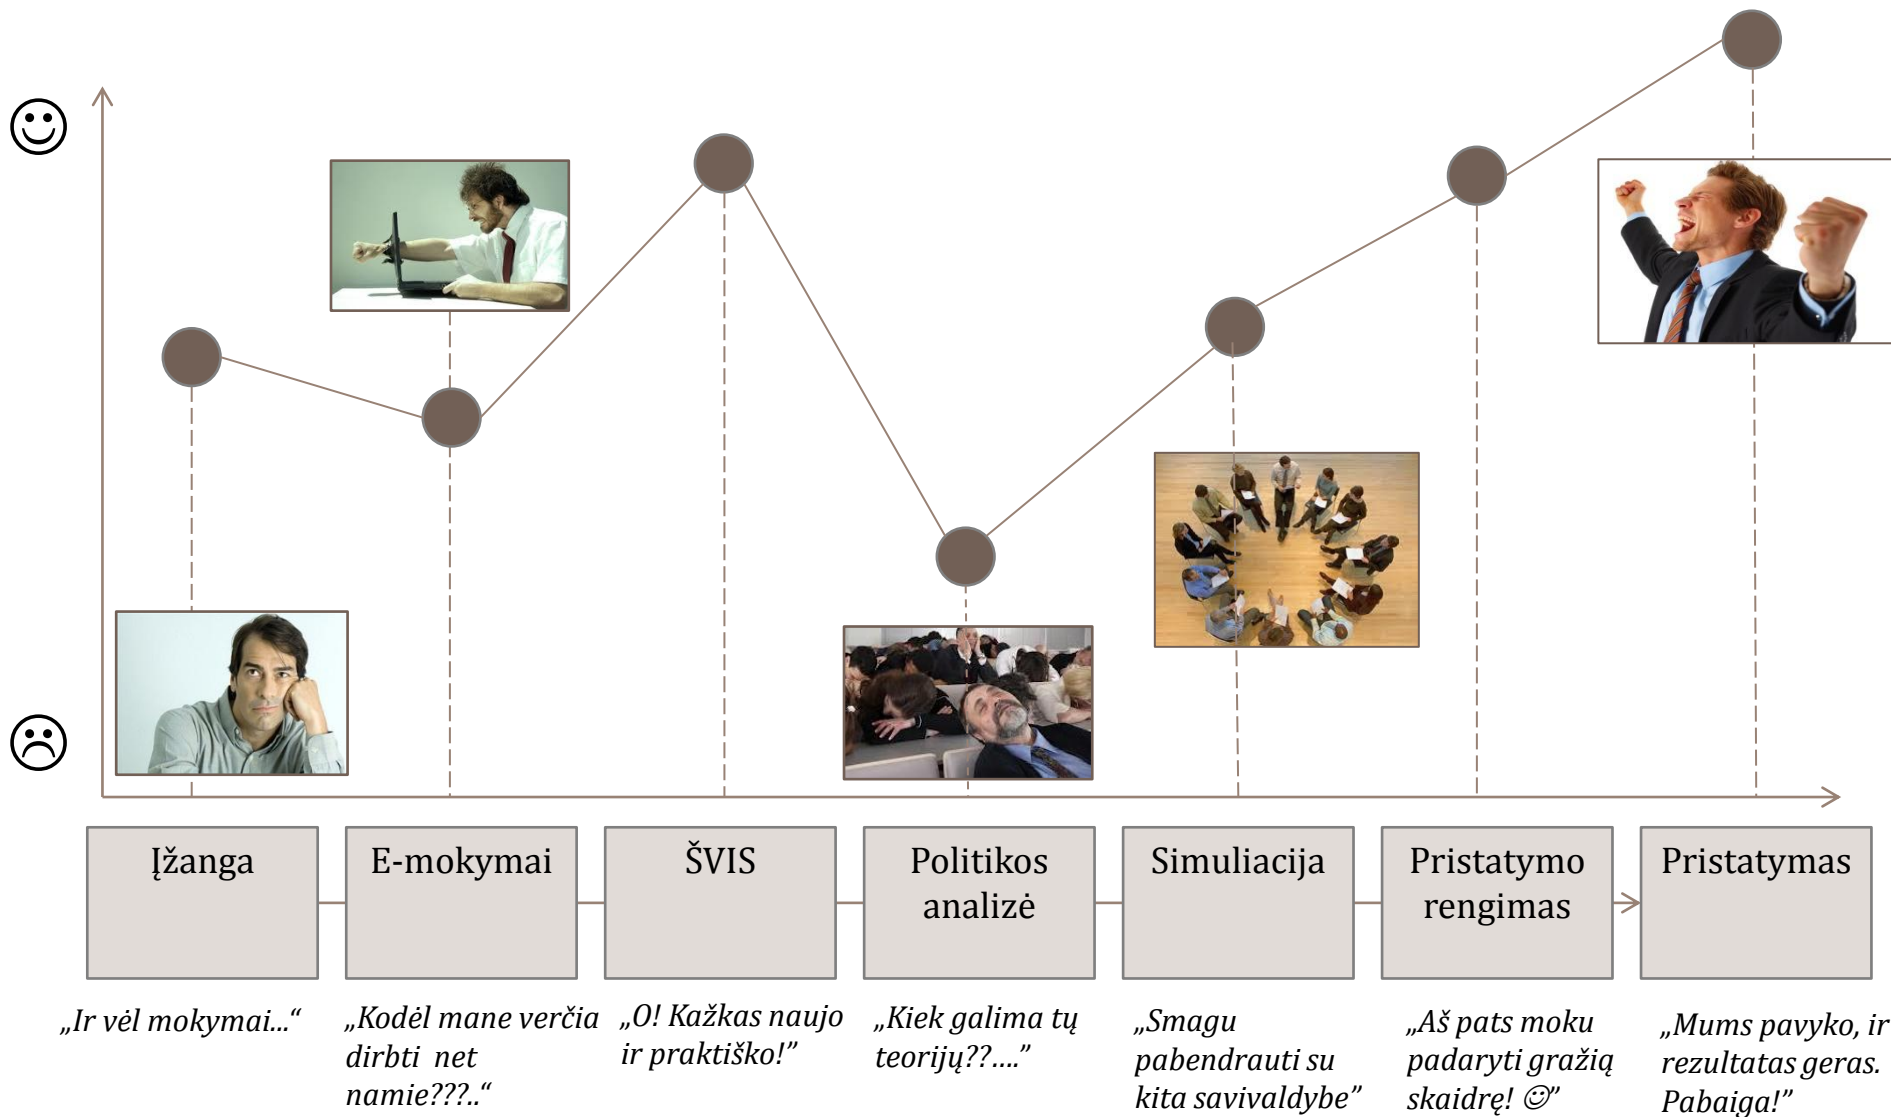 Įžanga
E-mokymai
ŠVIS
Politikos
analizė
Simuliacija
Pristatymo
rengimas
Pristatymas
„Ir vėl mokymai...“
„Kodėl mane verčia
dirbti  net
namie???..“
„O! Kažkas naujo
ir praktiško!”
„Kiek galima tų
teorijų??....”
„Smagu
pabendrauti su
kita savivaldybe”
„Aš pats moku
padaryti gražią
skaidrę! ☺”
„Mums pavyko, ir
rezultatas geras.
Pabaiga!”